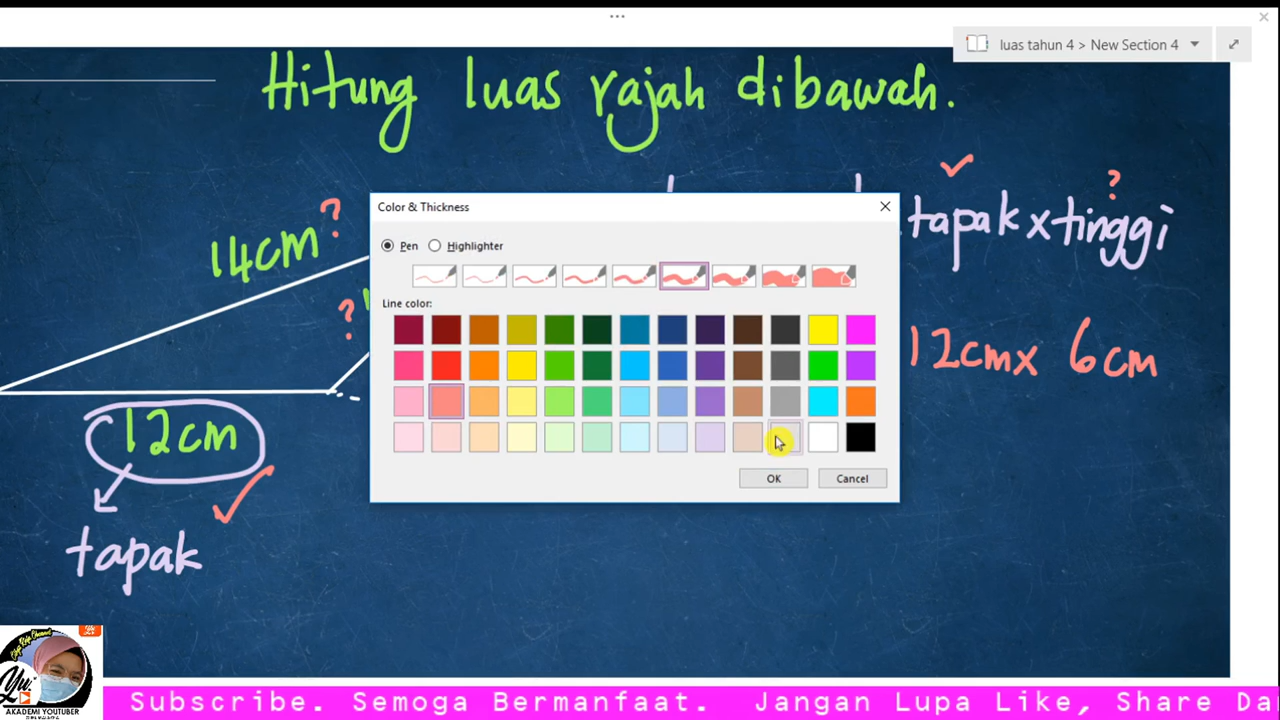 luas tahun 4 > New Section 4
Hitung luas rajah dibawah.
Color & Thickness
Pen Highlighter
Line color:
OK Cancel
14cm ?
?
12cm
tapak
tapak x tinggi
?
12cm x 6cm
AKADEMI YOUTUBER
Subscribe. Semoga Bermanfaat. Jangan Lupa Like, Share Da